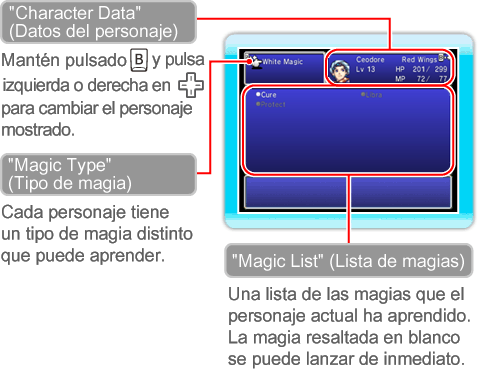 "Character Data"
(Datos del personaje)
Mantén pulsado B y pulsa
izquierda o derecha en
para cambiar el personaje
mostrado.
"Magic Type"
(Tipo de magia)
Cada personaje tiene
un tipo de magia distinto
que puede aprender.
White Magic
Ceodore Red Wings
Lv 13 HP 201/ 299
MP 72/ 77
Cure Libra
Protect
"Magic List" (Lista de magias)
Una lista de las magias que el
personaje actual ha aprendido.
La magia resaltada en blanco
se puede lanzar de inmediato.